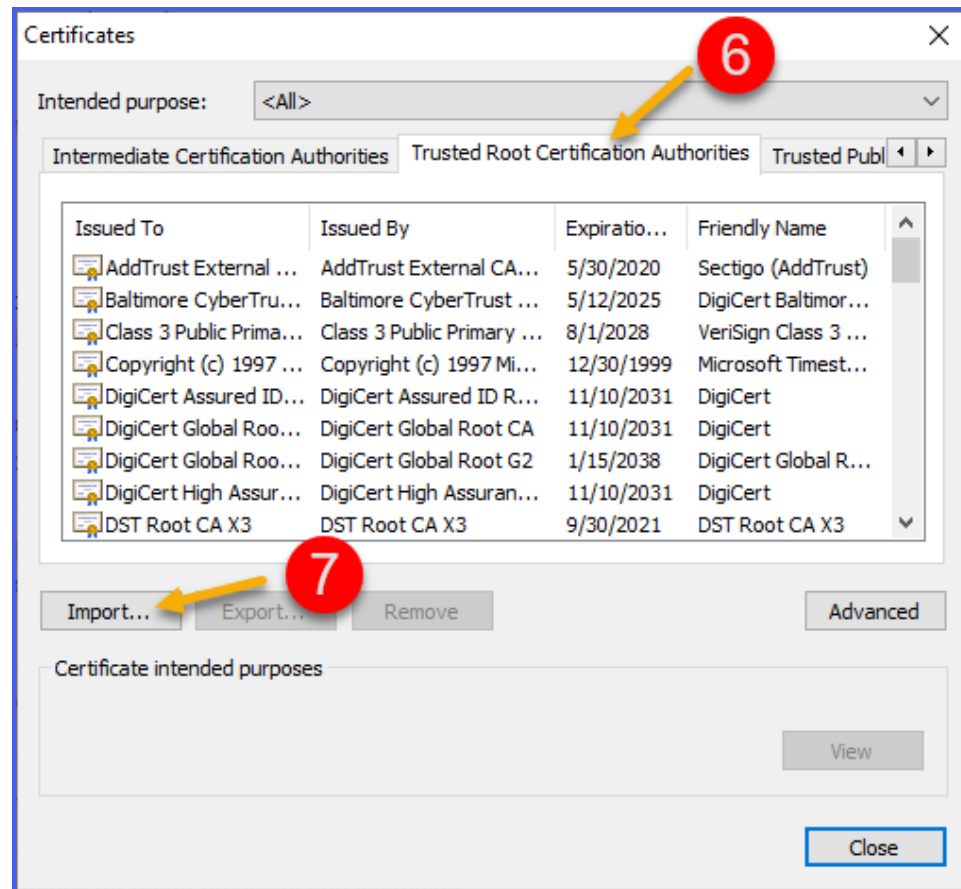 Certificates
6
Intended purpose: <All>
Intermediate Certification Authorities Trusted Root Certification Authorities Trusted Publ
Issued To Issued By Expiratio... Friendly Name
AddTrust External ... AddTrust External CA... 5/30/2020 Sectigo (AddTrust)
Baltimore CyberTru... Baltimore CyberTrust ... 5/12/2025 DigiCert Baltimor...
Class 3 Public Prima... Class 3 Public Primary ... 8/1/2028 VeriSign Class 3 ...
Copyright (c) 1997 ... Copyright (c) 1997 Mi... 12/30/1999 Microsoft Timest...
DigiCert Assured ID... DigiCert Assured ID R... 11/10/2031 DigiCert
DigiCert Global Roo... DigiCert Global Root CA 11/10/2031 DigiCert
DigiCert Global Roo... DigiCert Global Root G2 1/15/2038 DigiCert Global R...
DigiCert High Assur... DigiCert High Assuran... 11/10/2031 DigiCert
DST Root CA X3 DST Root CA X3 9/30/2021 DST Root CA X3
7
Import... Export... Remove Advanced
Certificate intended purposes
View
Close